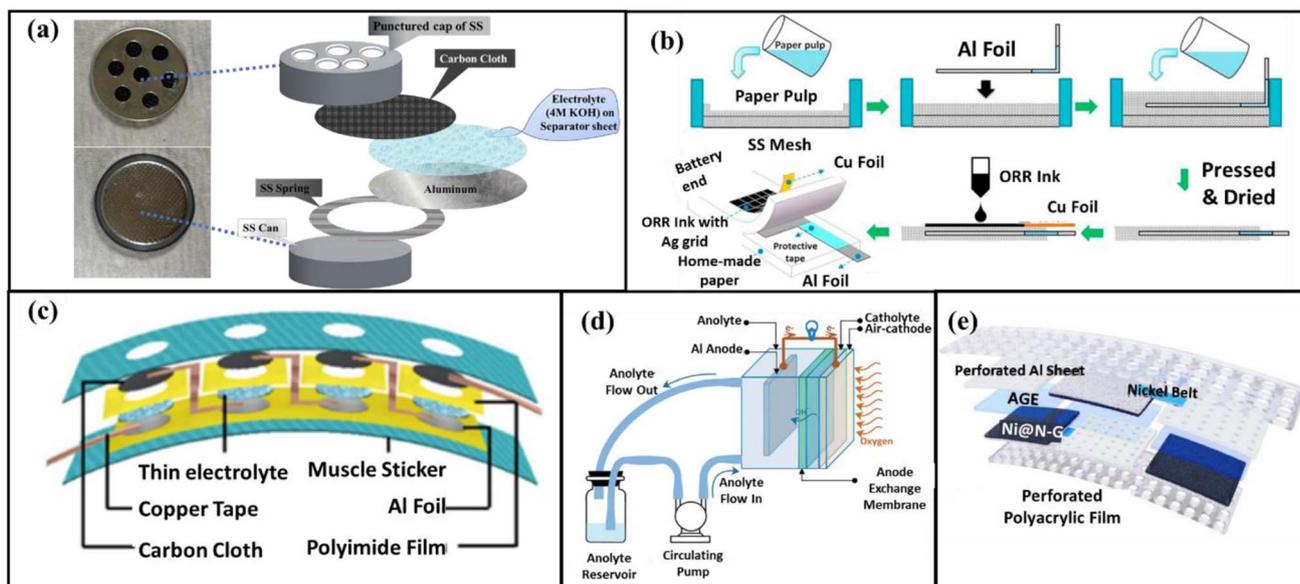 (a)
Punctured cap of SS
Carbon Cloth
Electrolyte
(4M KOH) on
Separator sheet
Aluminum
SS Spring
SS Can
(b)
Paper pulp
Paper Pulp
Al Foil
SS Mesh
Battery
end
Cu Foil
ORR Ink with
Ag grid
Home-made
paper
Protective
tape
Al Foil
ORR Ink
Cu Foil
Pressed
& Dried
(c)
Thin electrolyte
Copper Tape
Carbon Cloth
Muscle Sticker
Al Foil
Polyimide Film
(d)
Anolyte
Al Anode
Catholyte
Air-cathode
e-
e-
Anolyte
Flow Out
OH-
Oxygen
Anolyte
Flow In
Anode
Exchange
Membrane
Anolyte
Reservoir
Circulating
Pump
(e)
Perforated Al Sheet
Nickel Belt
AGE
Ni@N-G
Perforated
Polyacrylic Film